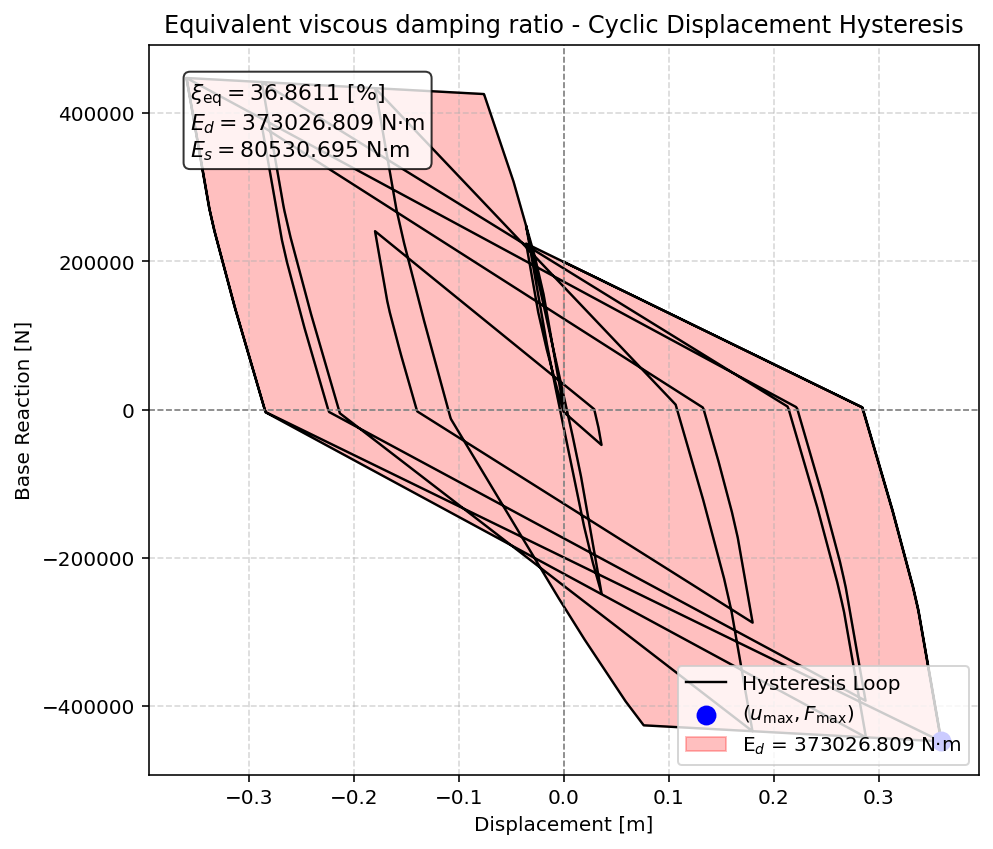 Equivalent viscous damping ratio - Cyclic Displacement Hysteresis
ξeq = 36.8611 [%]
Ed = 373026.809 N·m
Es = 80530.695 N·m
400000
200000
0
−200000
−400000
Base Reaction [N]
Hysteresis Loop
(umax, Fmax)
Ed = 373026.809 N·m
−0.3
−0.2
−0.1
0.0
0.1
0.2
0.3
Displacement [m]